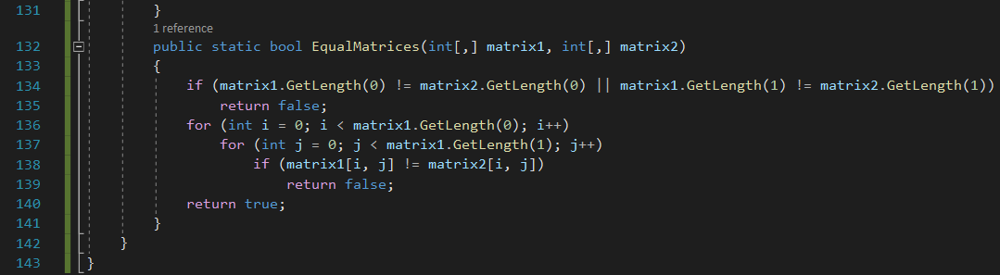 131 }
1 reference
132 public static bool EqualMatrices(int[,] matrix1, int[,] matrix2)
133 {
134 if (matrix1.GetLength(0) != matrix2.GetLength(0) || matrix1.GetLength(1) != matrix2.GetLength(1))
135 return false;
136 for (int i = 0; i < matrix1.GetLength(0); i++)
137 for (int j = 0; j < matrix1.GetLength(1); j++)
138 if (matrix1[i, j] != matrix2[i, j])
139 return false;
140 return true;
141 }
142 }
143 }